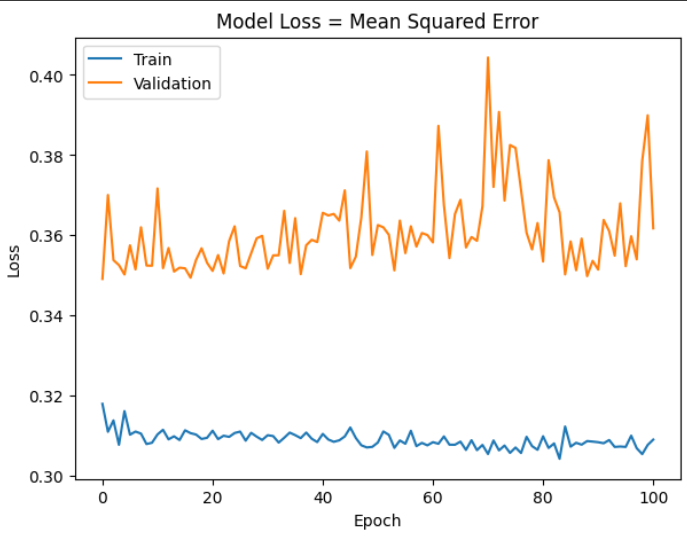 Model Loss = Mean Squared Error
Train
Validation
0.40
0.38
0.36
0.34
0.32
0.30
Loss
0 20 40 60 80 100
Epoch